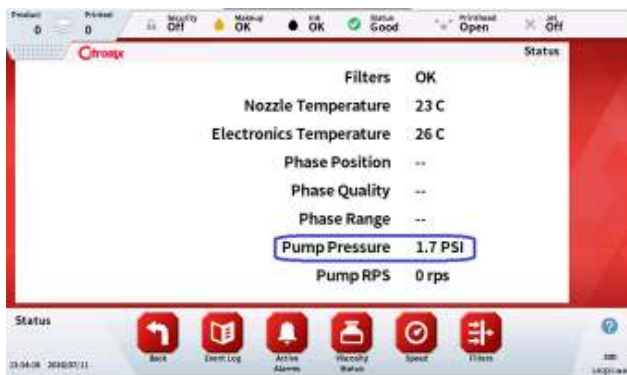 Product Printed Security Makeup Ink Status Printhead Jet
0 0 Off OK OK Good Open Off
Citronix Status
Filters OK
Nozzle Temperature 23 C
Electronics Temperature 26 C
Phase Position --
Phase Quality --
Phase Range --
Pump Pressure 1.7 PSI
Pump RPS 0 rps
Status
Back Event Log Active Alarms Viscosity Status Speed Filters